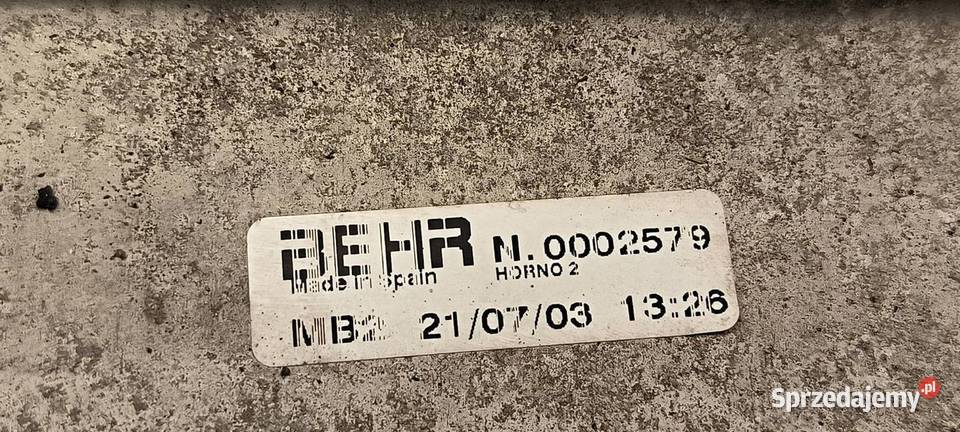 BEHR N.0002579
Made in Spain HORNO 2
MB2 21/07/03 13:26
Sprzedajemy.pl